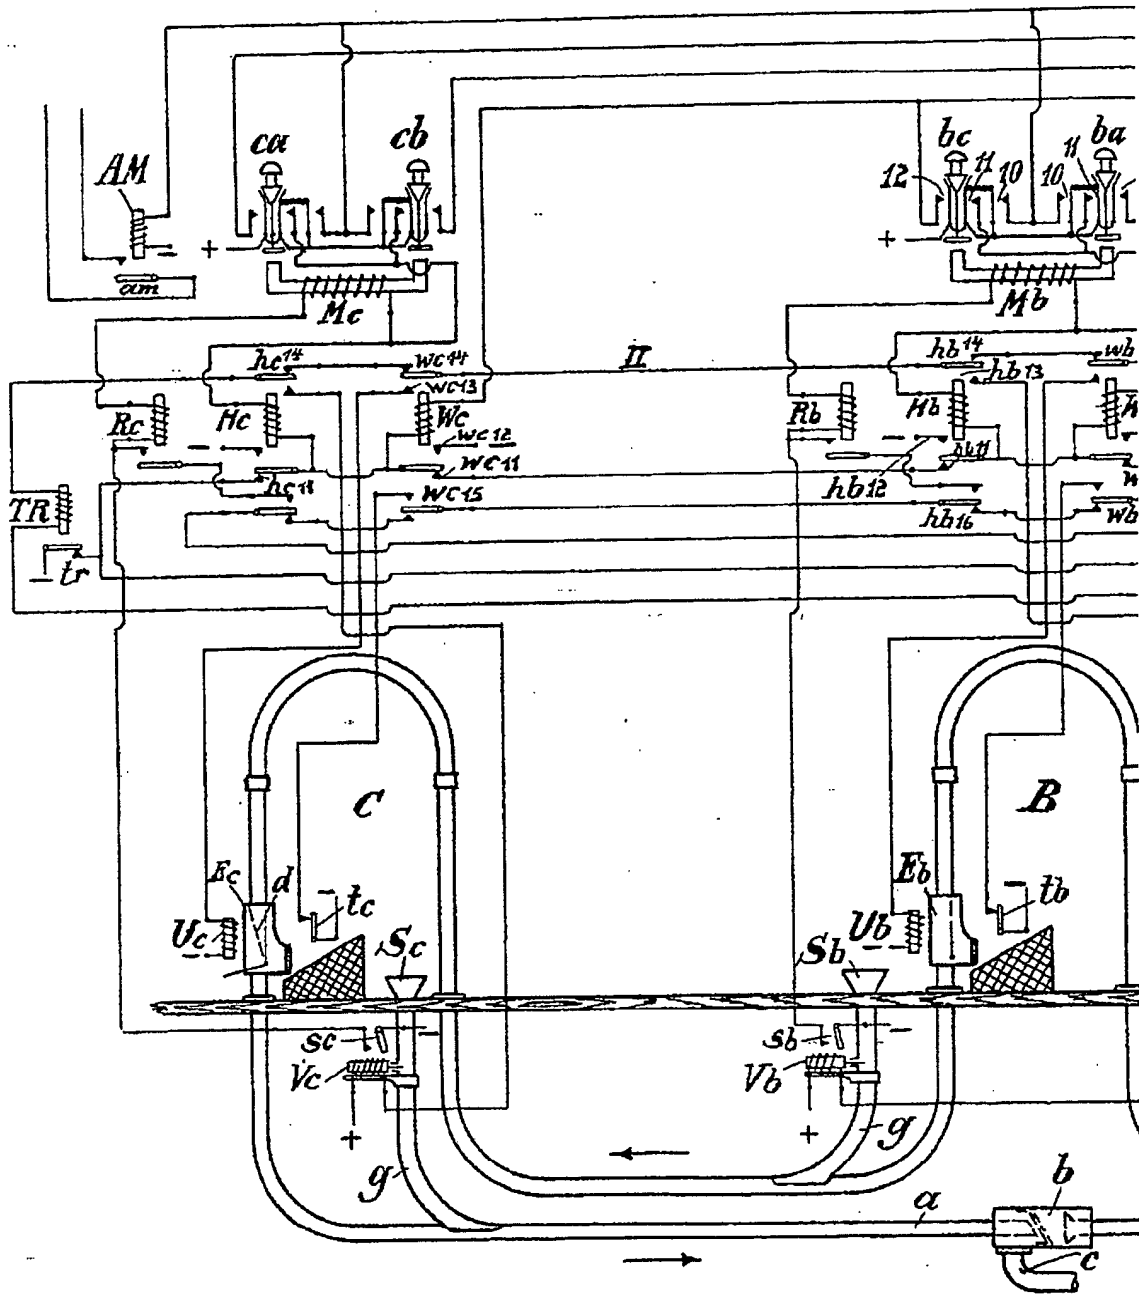 ca
cb
bc
ba
AM
12
11
10
10
11
+
–
+
am
Mc
Mb
hc14
wc14
II
hb14
wb
wc13
hb13
Rc
Hc
Wc
Rb
Hb
wc12
wc11
hb11
hc11
wc15
hb12
TR
hb16
wb
tr
C
B
Ec
d
tc
Eb
tb
Uc
Sc
Sb
Ub
sc
sb
Vc
Vb
+
+
g
g
a
b
c